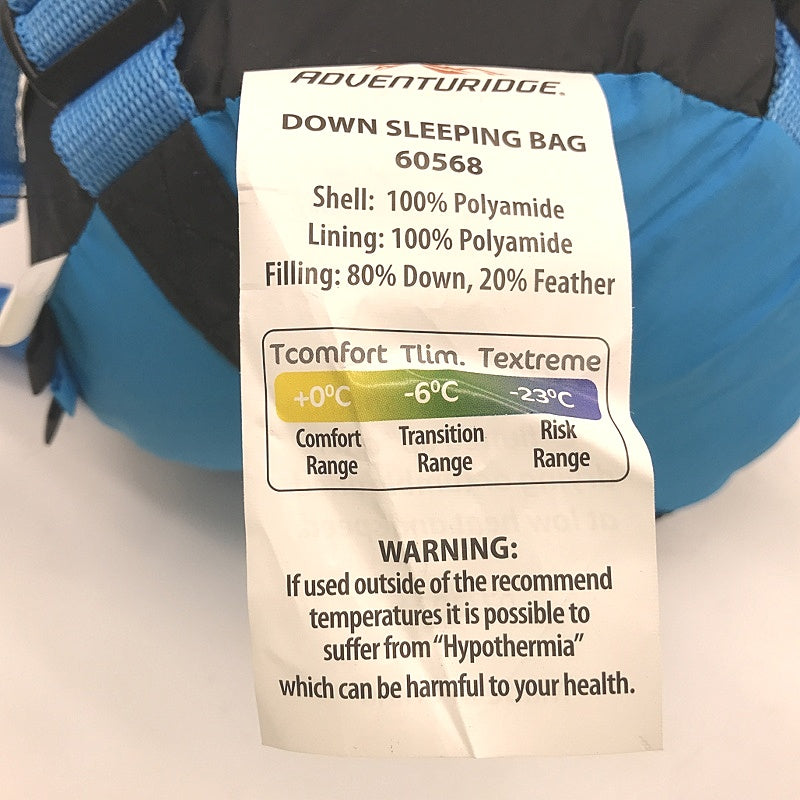 ADVENTURIDGE.
DOWN SLEEPING BAG
60568
Shell: 100% Polyamide
Lining: 100% Polyamide
Filling: 80% Down, 20% Feather
Tcomfort Tlim. Textreme
+0°C -6°C -23°C
Comfort Transition Risk
Range Range Range
WARNING:
If used outside of the recommend
temperatures it is possible to
suffer from "Hypothermia"
which can be harmful to your health.